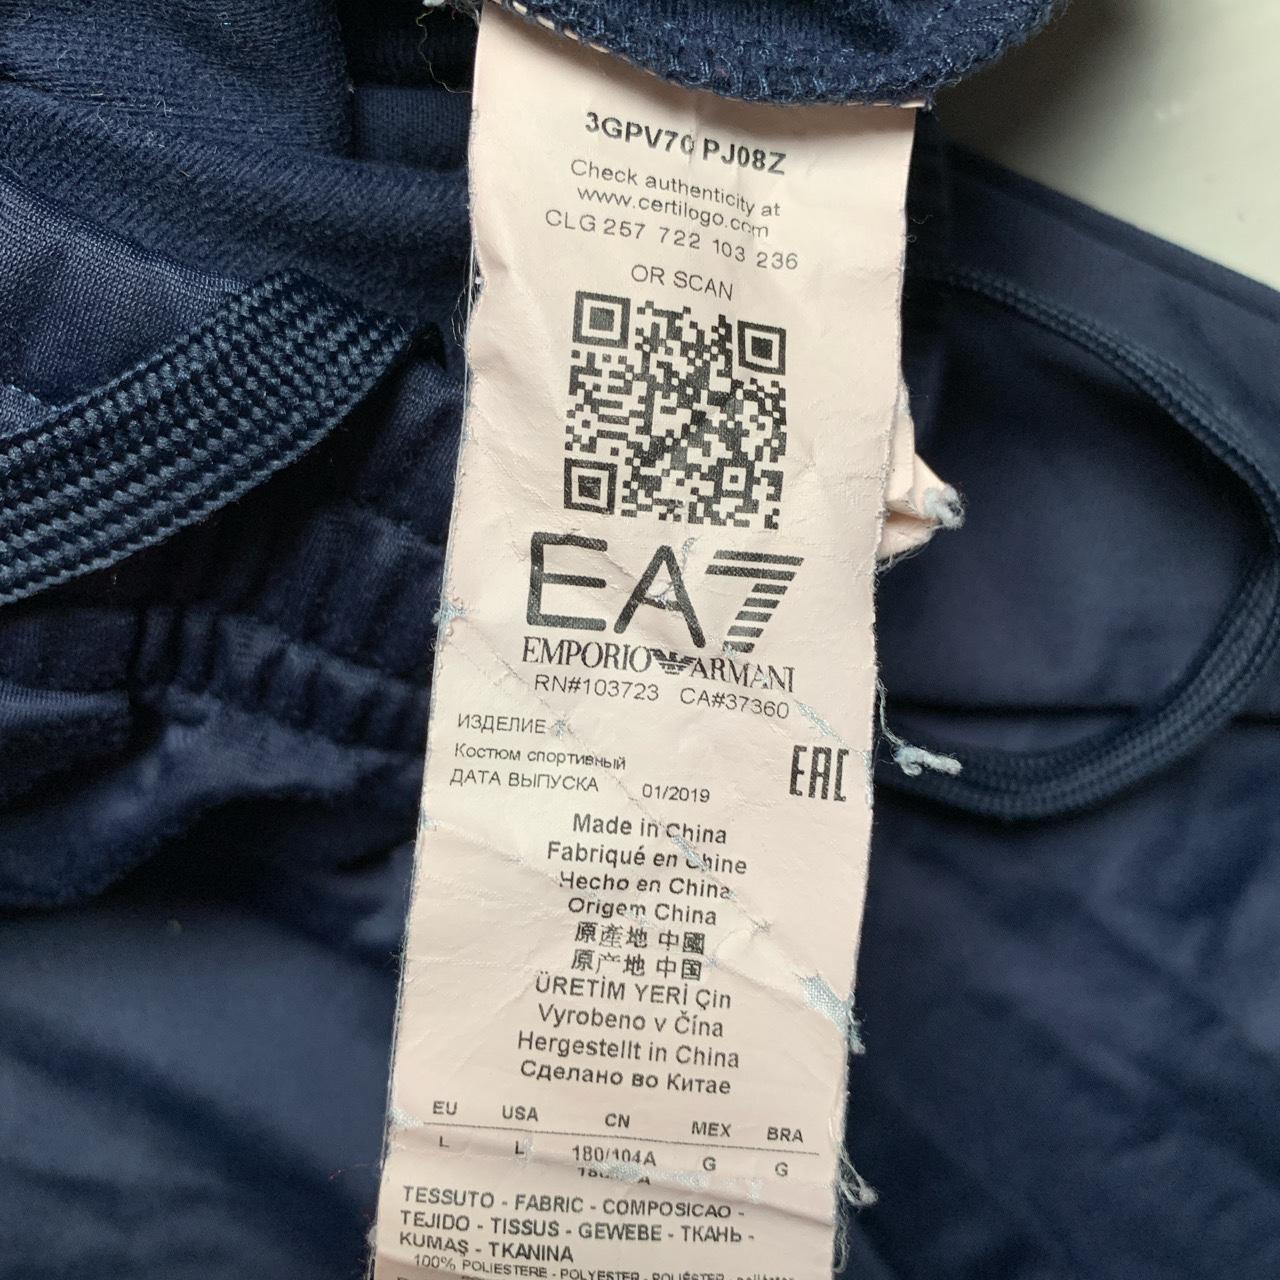 3GPV70 PJ08Z
Check authenticity at
www.certilogo.com
CLG 257 722 103 236
OR SCAN
EA7
EMPORIO ARMANI
RN#103723 CA#37360
ИЗДЕЛИЕ
Костюм спортивный
ДАТА ВЫПУСКА 01/2019
EAC
Made in China
Fabriqué en Chine
Hecho en China
Origem China
原產地 中國
原产地 中国
ÜRETİM YERİ Çin
Vyrobeno v Čína
Hergestellt in China
Сделано во Китае
EU USA CN MEX BRA
L L 180/104A G G
TESSUTO - FABRIC - COMPOSICAO -
TEJIDO - TISSUS - GEWEBE - ТКАНЬ -
KUMAŞ - TKANINA
100% POLIESTERE - POLYESTER - POLIÉSTER